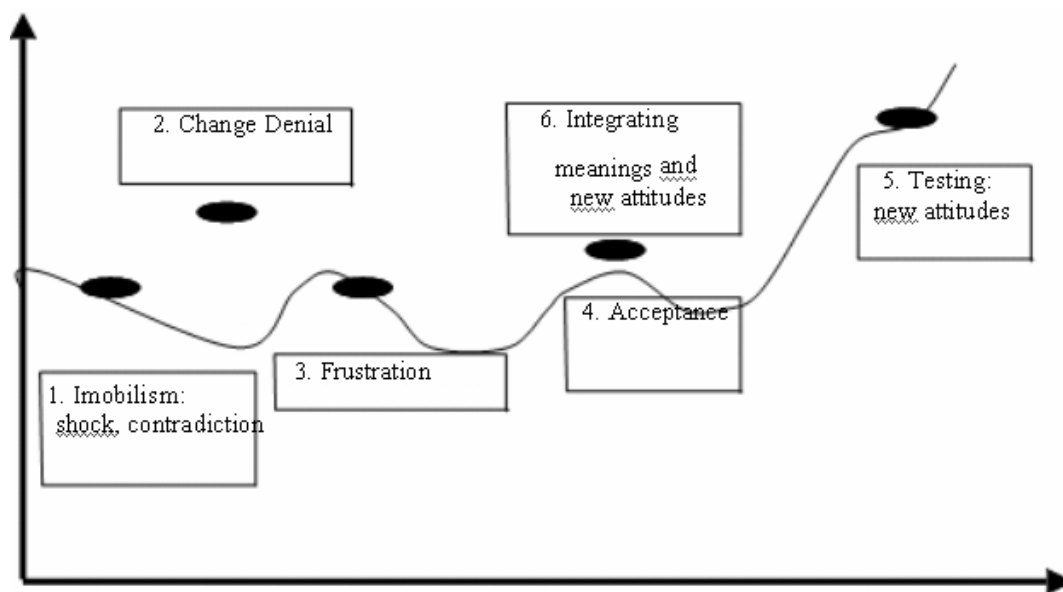 2. Change Denial
6. Integrating
meanings and
new attitudes
5. Testing:
new attitudes
4. Acceptance
3. Frustration
1. Imobilism:
shock, contradiction